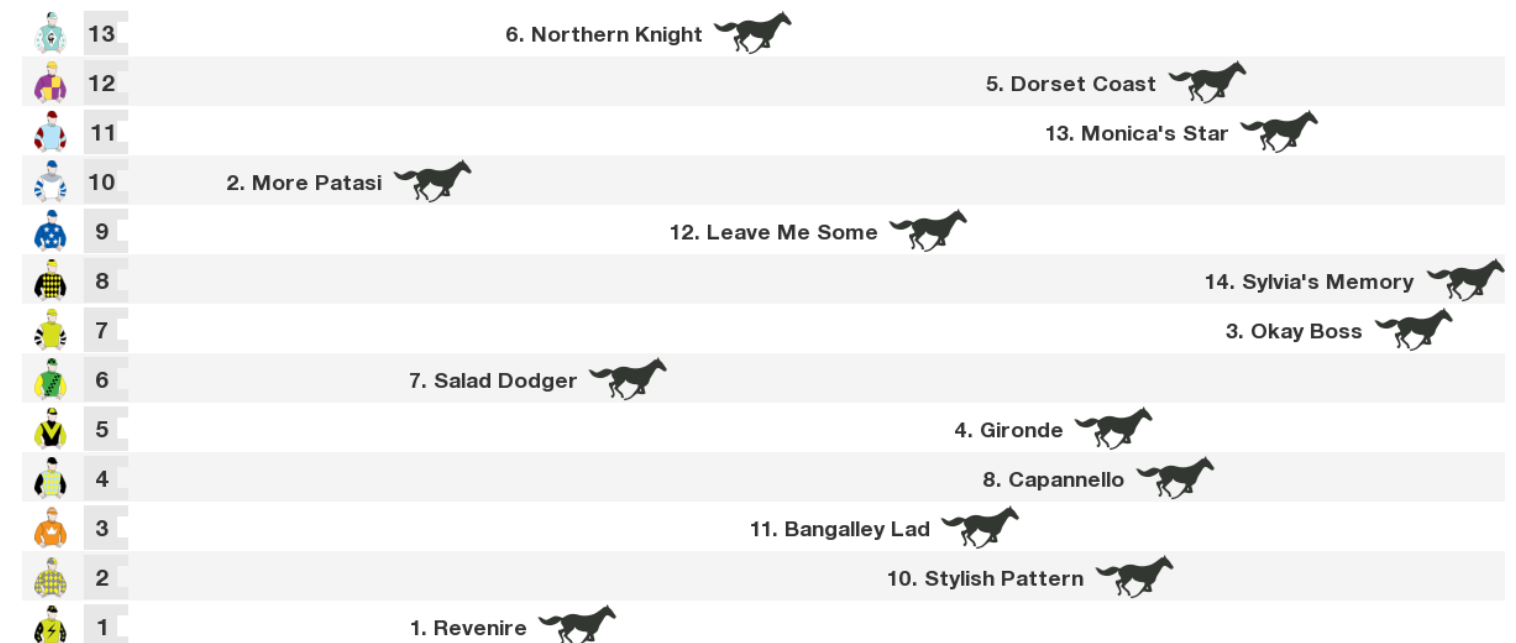 13 6. Northern Knight
12 5. Dorset Coast
11 13. Monica's Star
10 2. More Patasi
9 12. Leave Me Some
8 14. Sylvia's Memory
7 3. Okay Boss
6 7. Salad Dodger
5 4. Gironde
4 8. Capannello
3 11. Bangalley Lad
2 10. Stylish Pattern
1 1. Revenire